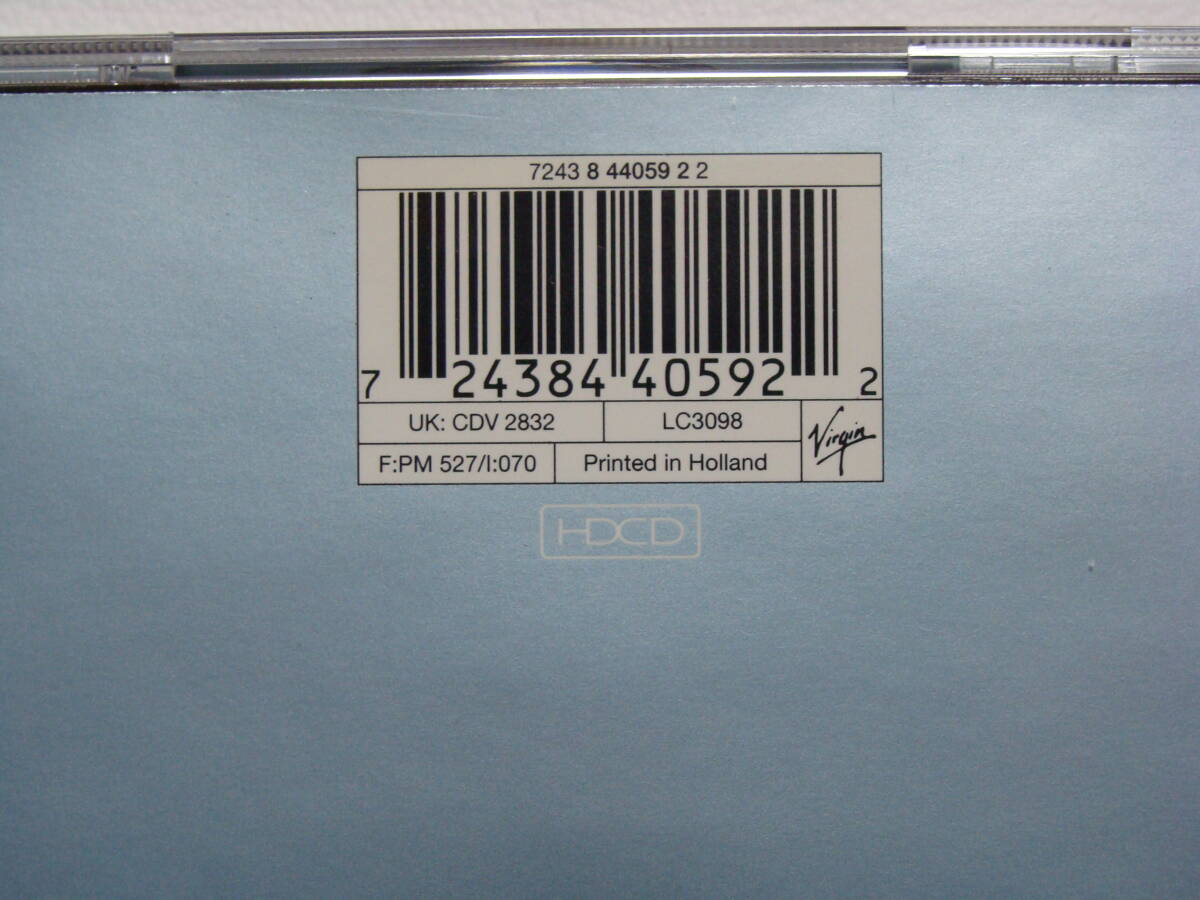 7243 8 44059 2 2
7 24384 40592 2
UK: CDV 2832
LC3098
Virgin
F:PM 527/I:070
Printed in Holland
HDCD